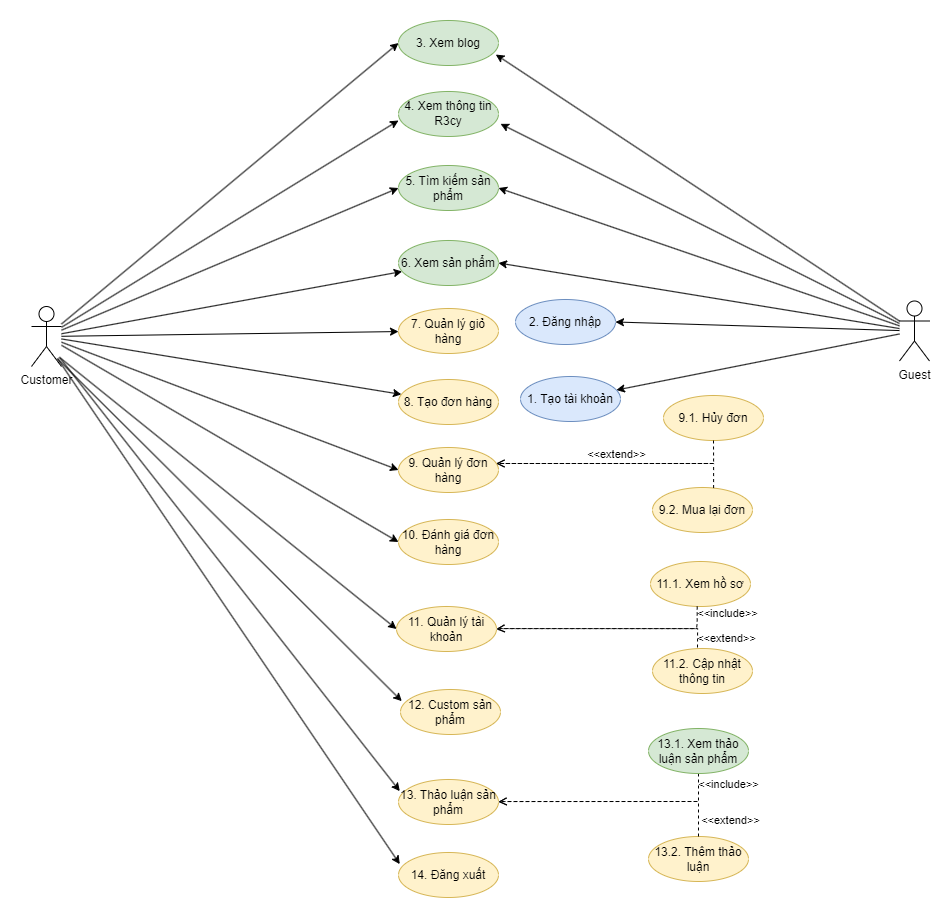 3. Xem blog
4. Xem thông tin
R3cy
5. Tìm kiếm sản
phẩm
6. Xem sản phẩm
7. Quản lý giỏ
hàng
2. Đăng nhập
Customer
Guest
8. Tạo đơn hàng
1. Tạo tài khoản
9.1. Hủy đơn
9. Quản lý đơn
hàng
<<extend>>
9.2. Mua lại đơn
10. Đánh giá đơn
hàng
11.1. Xem hồ sơ
<<include>>
11. Quản lý tài
khoản
<<extend>>
11.2. Cập nhật
thông tin
12. Custom sản
phẩm
13.1. Xem thảo
luận sản phẩm
<<include>>
13. Thảo luận sản
phẩm
<<extend>>
13.2. Thêm thảo
luận
14. Đăng xuất